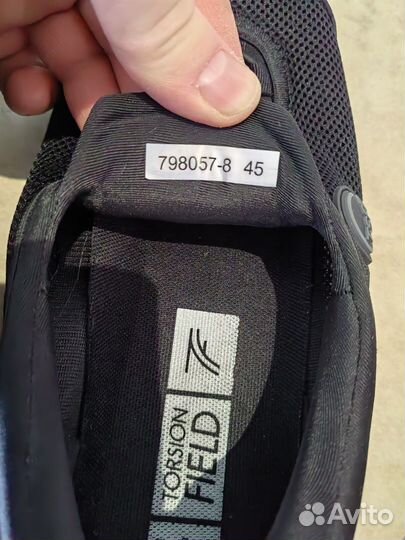 798057-8 45
TORSION
FIELD
Avito